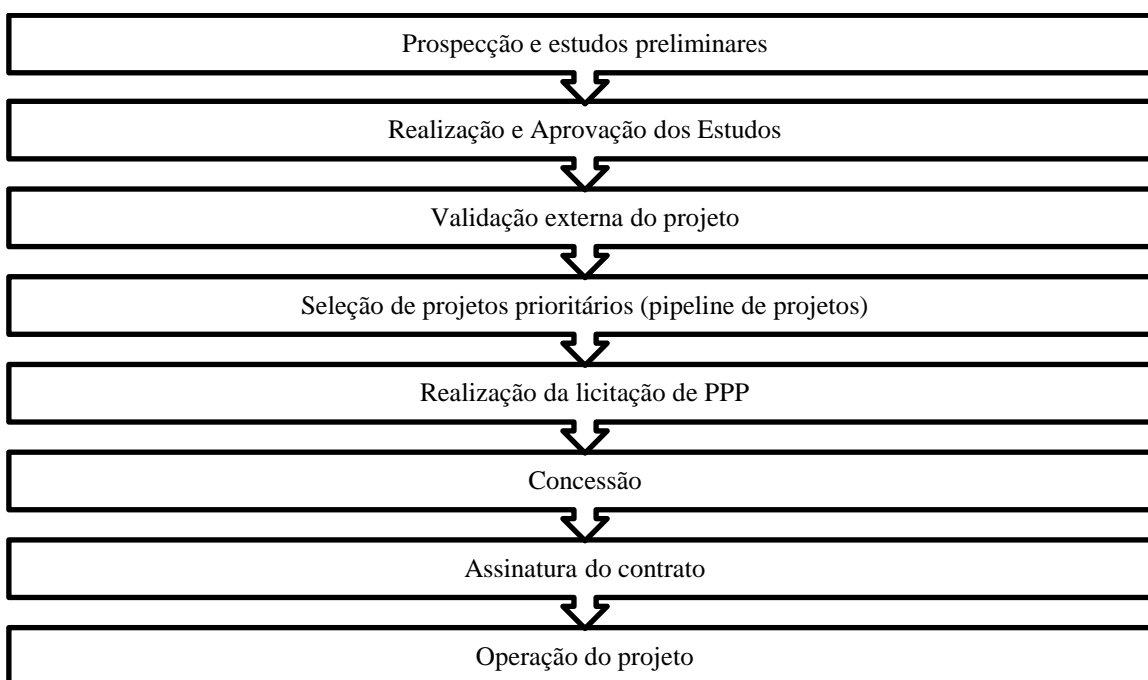 Prospecção e estudos preliminares
Realização e Aprovação dos Estudos
Validação externa do projeto
Seleção de projetos prioritários (pipeline de projetos)
Realização da licitação de PPP
Concessão
Assinatura do contrato
Operação do projeto